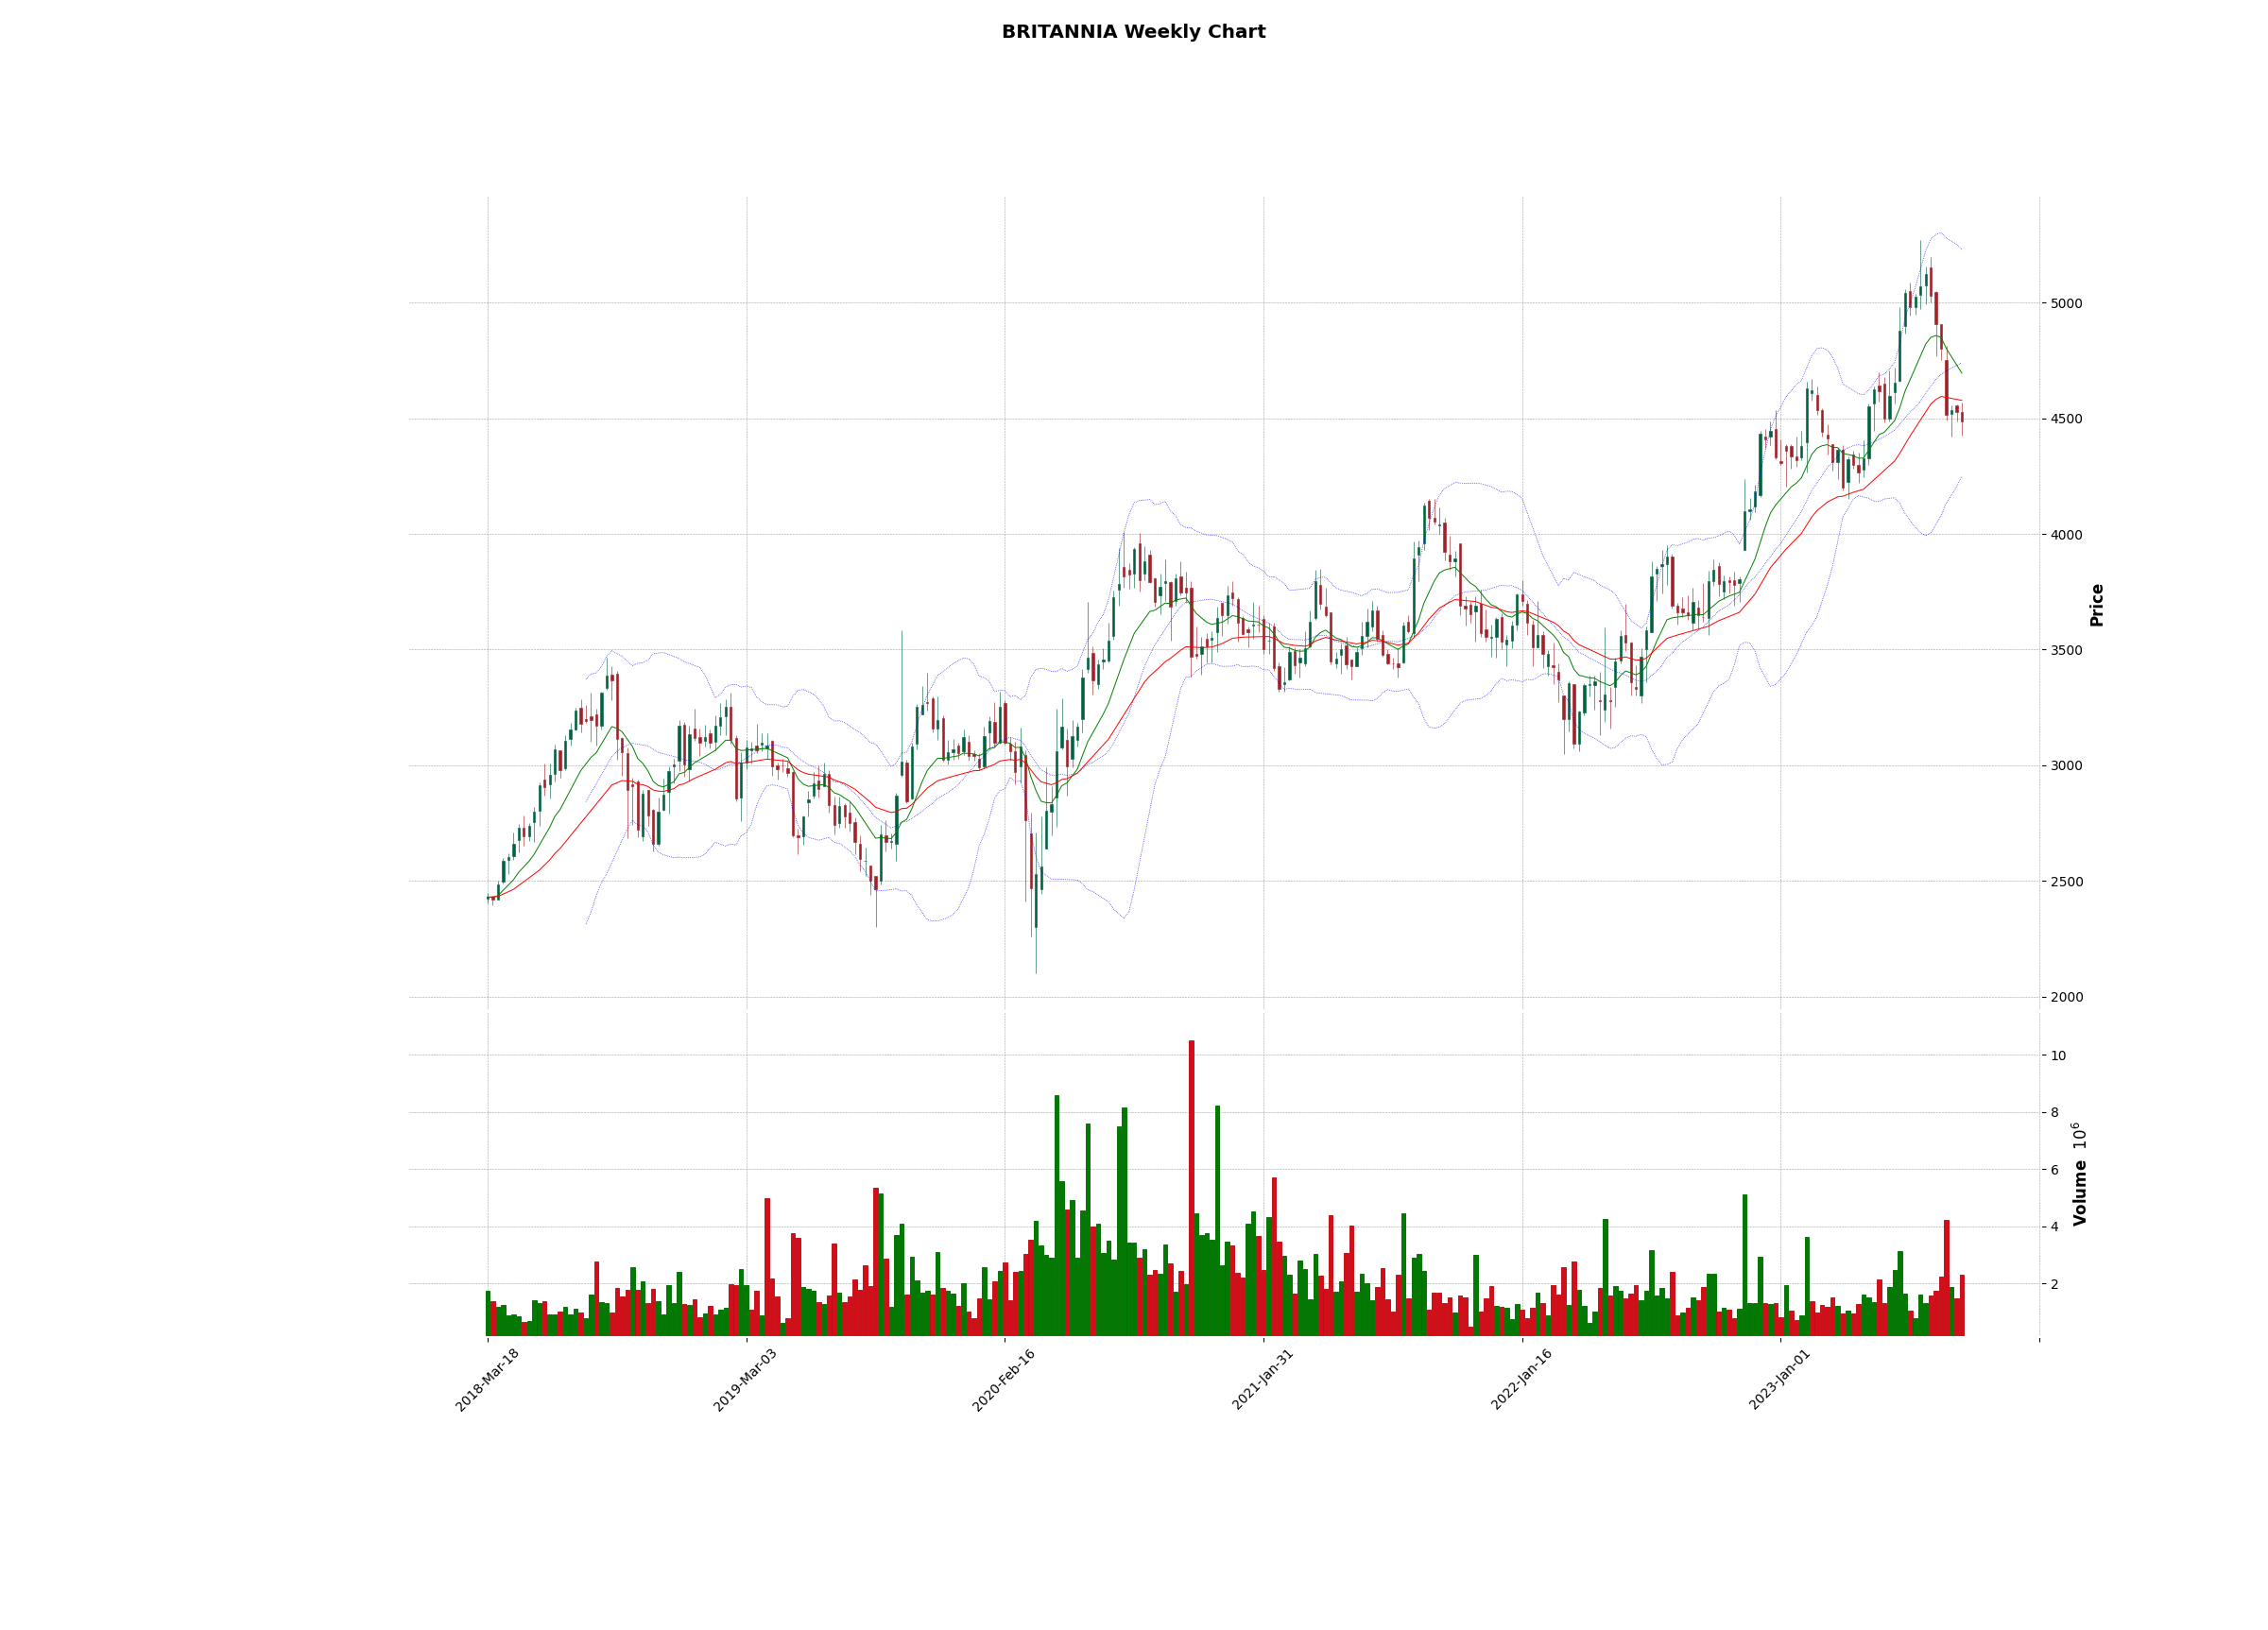 BRITANNIA Weekly Chart
5000
4500
4000
3500
3000
2500
2000
Price
10
8
6
4
2
Volume 10^6
2018-Mar-18
2019-Mar-03
2020-Feb-16
2021-Jan-31
2022-Jan-16
2023-Jan-01